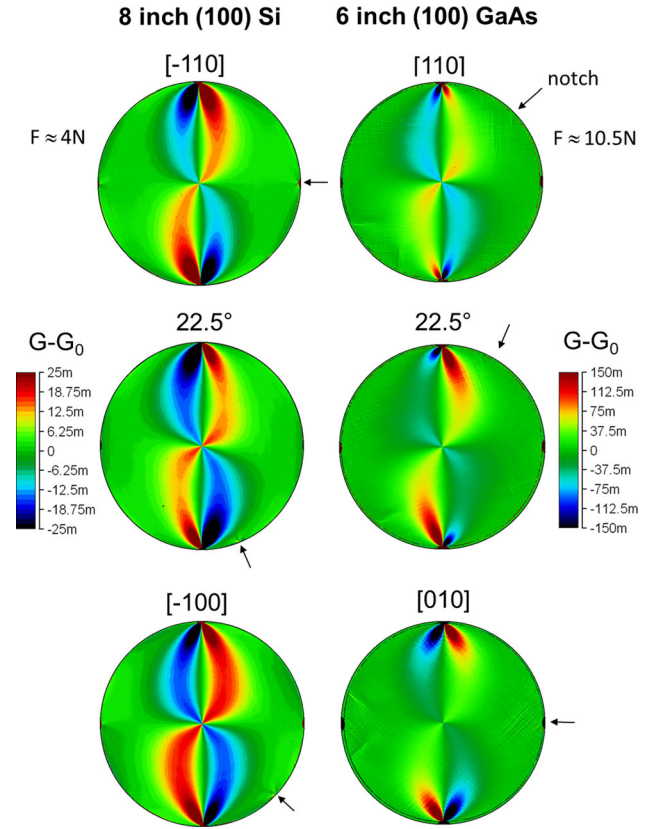 8 inch (100) Si
6 inch (100) GaAs
[-110]
[110]
notch
F ≈ 4N
F ≈ 10.5N
22.5°
22.5°
G-G₀
25m
18.75m
12.5m
6.25m
0
-6.25m
-12.5m
-18.75m
-25m
G-G₀
150m
112.5m
75m
37.5m
0
-37.5m
-75m
-112.5m
-150m
[-100]
[010]